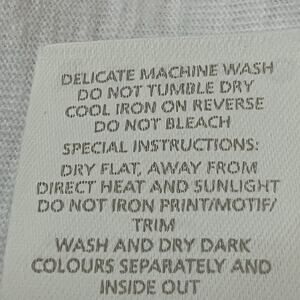 DELICATE MACHINE WASH
DO NOT TUMBLE DRY
COOL IRON ON REVERSE
DO NOT BLEACH
SPECIAL INSTRUCTIONS:
DRY FLAT, AWAY FROM
DIRECT HEAT AND SUNLIGHT
DO NOT IRON PRINT/MOTIF/
TRIM
WASH AND DRY DARK
COLOURS SEPARATELY AND
INSIDE OUT